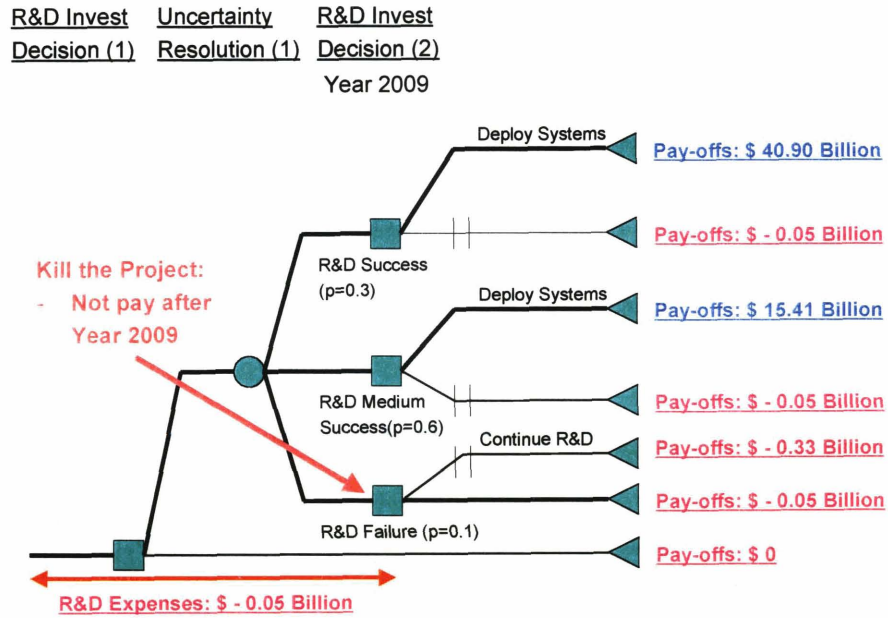 R&D Invest Uncertainty R&D Invest
Decision (1) Resolution (1) Decision (2)
Year 2009
Deploy Systems
Pay-offs: $ 40.90 Billion
Pay-offs: $ - 0.05 Billion
R&D Success
(p=0.3)
Kill the Project:
- Not pay after
Year 2009
Deploy Systems
Pay-offs: $ 15.41 Billion
R&D Medium
Success(p=0.6)
Pay-offs: $ - 0.05 Billion
Continue R&D
Pay-offs: $ - 0.33 Billion
Pay-offs: $ - 0.05 Billion
R&D Failure (p=0.1)
Pay-offs: $ 0
R&D Expenses: $ - 0.05 Billion